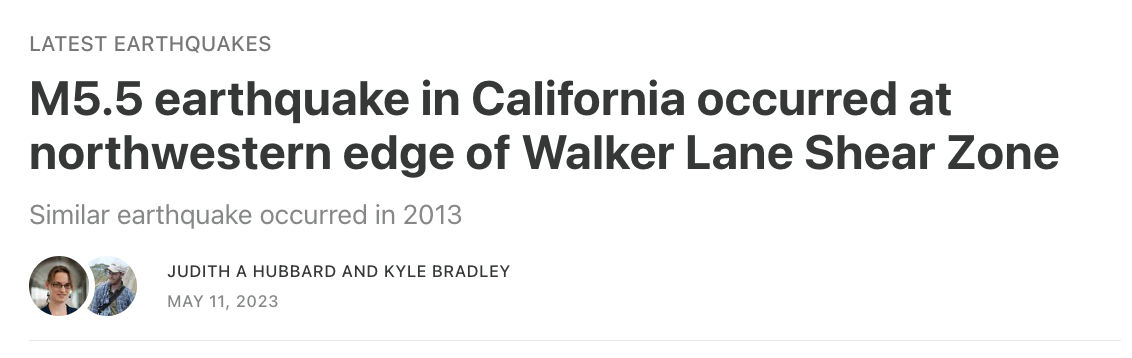 LATEST EARTHQUAKES
M5.5 earthquake in California occurred at
northwestern edge of Walker Lane Shear Zone
Similar earthquake occurred in 2013
JUDITH A HUBBARD AND KYLE BRADLEY
MAY 11, 2023